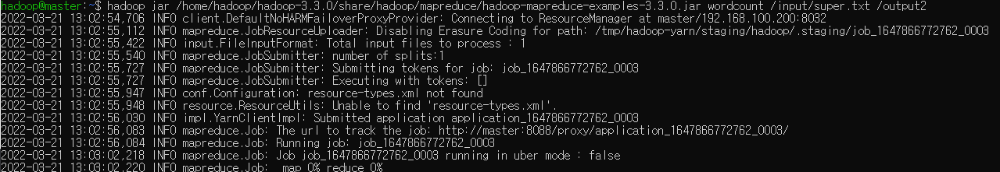 hadoop@master:~$ hadoop jar /home/hadoop/hadoop-3.3.0/share/hadoop/mapreduce/hadoop-mapreduce-examples-3.3.0.jar wordcount /input/super.txt /output2
2022-03-21 13:02:54,706 INFO client.DefaultNoHARMFailoverProxyProvider: Connecting to ResourceManager at master/192.168.100.200:8032
2022-03-21 13:02:55,112 INFO mapreduce.JobResourceUploader: Disabling Erasure Coding for path: /tmp/hadoop-yarn/staging/hadoop/.staging/job_1647866772762_0003
2022-03-21 13:02:55,422 INFO input.FileInputFormat: Total input files to process : 1
2022-03-21 13:02:55,540 INFO mapreduce.JobSubmitter: number of splits:1
2022-03-21 13:02:55,727 INFO mapreduce.JobSubmitter: Submitting tokens for job: job_1647866772762_0003
2022-03-21 13:02:55,727 INFO mapreduce.JobSubmitter: Executing with tokens: []
2022-03-21 13:02:55,947 INFO conf.Configuration: resource-types.xml not found
2022-03-21 13:02:55,948 INFO resource.ResourceUtils: Unable to find 'resource-types.xml'.
2022-03-21 13:02:56,030 INFO impl.YarnClientImpl: Submitted application application_1647866772762_0003
2022-03-21 13:02:56,083 INFO mapreduce.Job: The url to track the job: http://master:8088/proxy/application_1647866772762_0003/
2022-03-21 13:02:56,084 INFO mapreduce.Job: Running job: job_1647866772762_0003
2022-03-21 13:03:02,218 INFO mapreduce.Job: Job job_1647866772762_0003 running in uber mode : false
2022-03-21 13:03:02,220 INFO mapreduce.Job:  map 0% reduce 0%